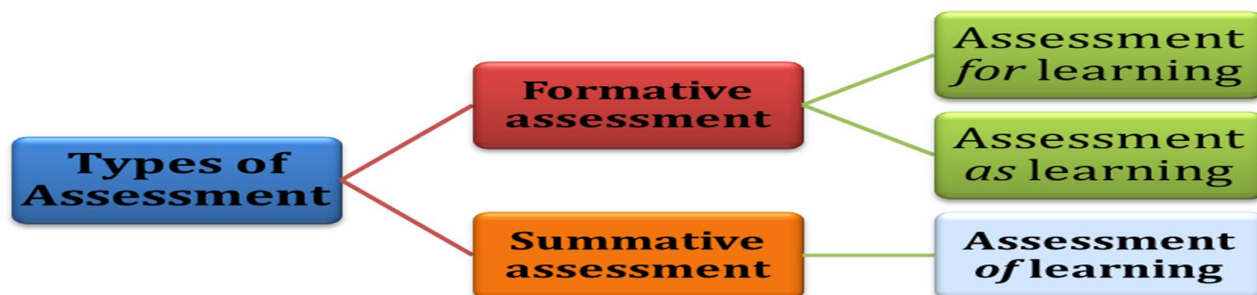 Types of
Assessment
Formative
assessment
Summative
assessment
Assessment
for learning
Assessment
as learning
Assessment
of learning